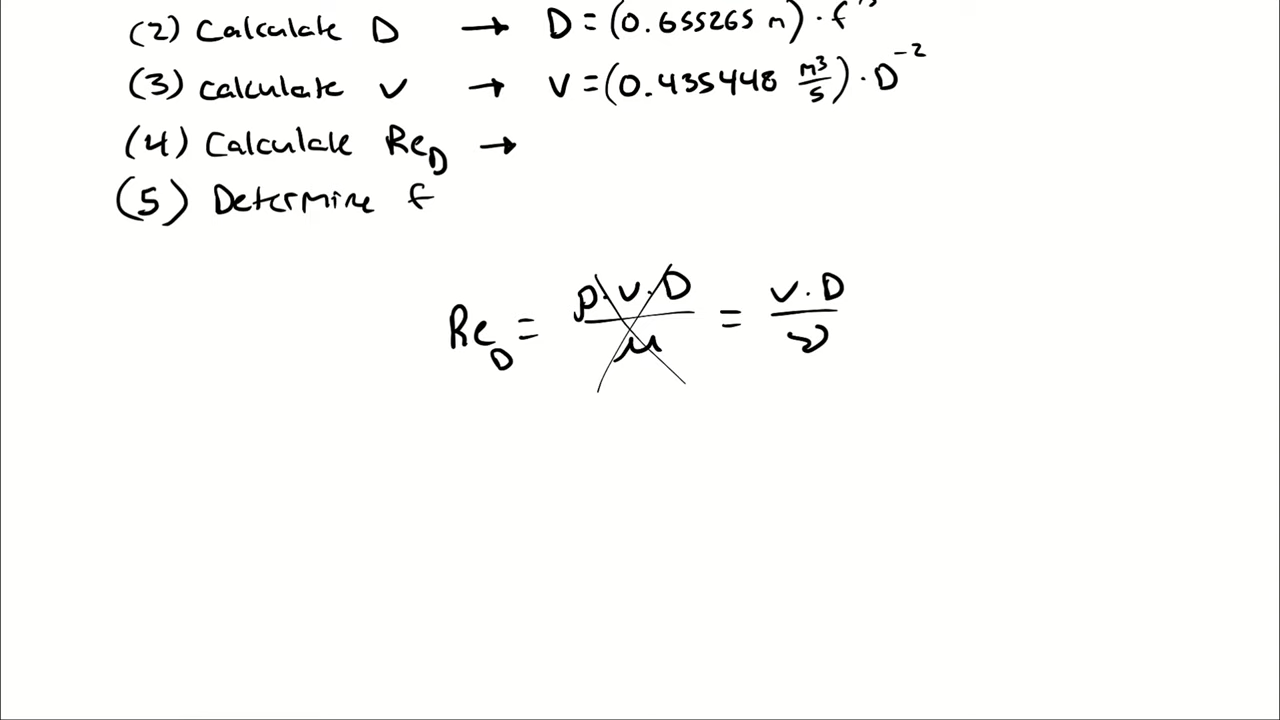 (2) Calculate D → D = (0.655265 m) · f
(3) Calculate v → v = (0.435448 m³/s) · D⁻²
(4) Calculate Re_D →
(5) Determine f
Re_D = ρ·v·D/μ = v·D/ν